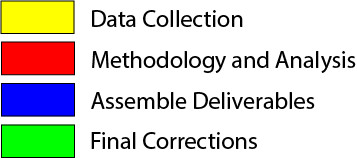 Data Collection
Methodology and Analysis
Assemble Deliverables
Final Corrections